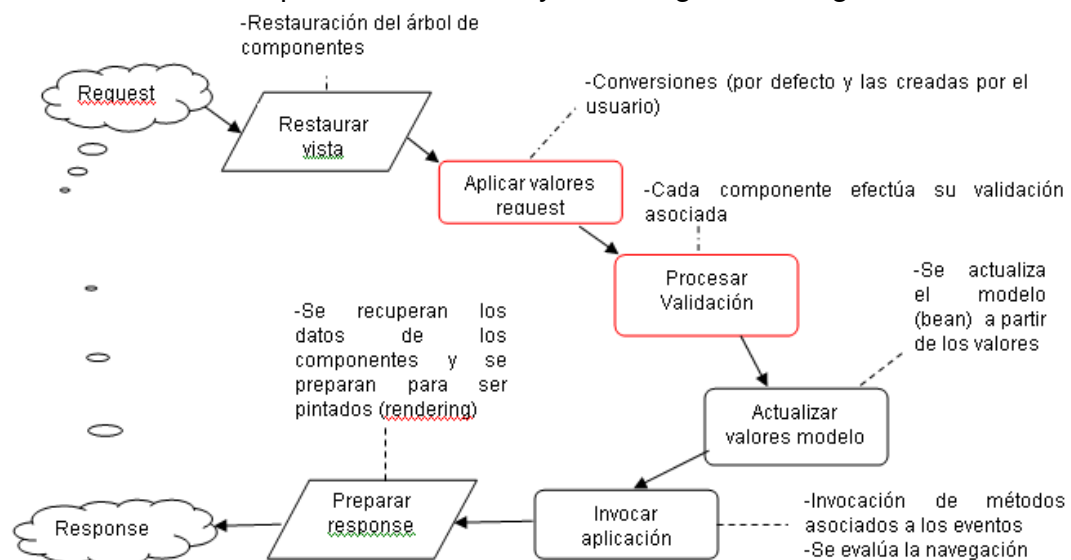 -Restauración del árbol de
componentes
Request
Restaurar
vista
-Conversiones (por defecto y las creadas por el
usuario)
Aplicar valores
request
-Cada componente efectúa su validación
asociada
Procesar
Validación
-Se actualiza
el modelo
(bean) a partir
de los valores
-Se recuperan los
datos de los
componentes y se
preparan para ser
pintados (rendering)
Actualizar
valores modelo
Invocar
aplicación
-Invocación de métodos
asociados a los eventos
-Se evalúa la navegación
Preparar
response
Response